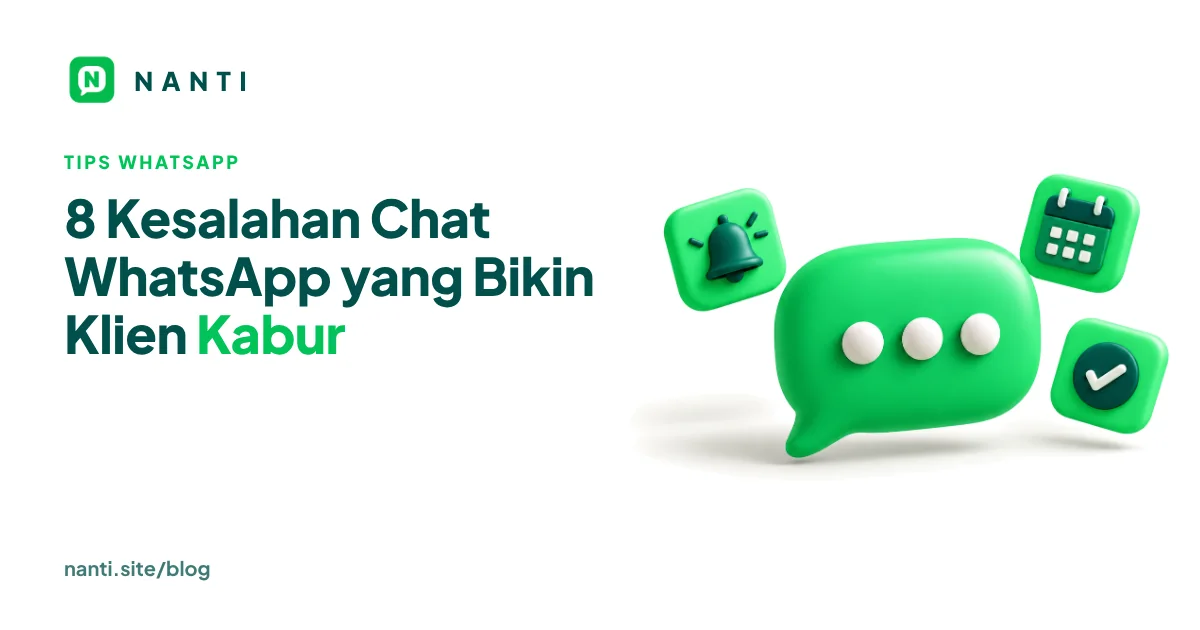 NANTI
TIPS WHATSAPP
8 Kesalahan Chat
WhatsApp yang Bikin
Klien Kabur
nanti.site/blog